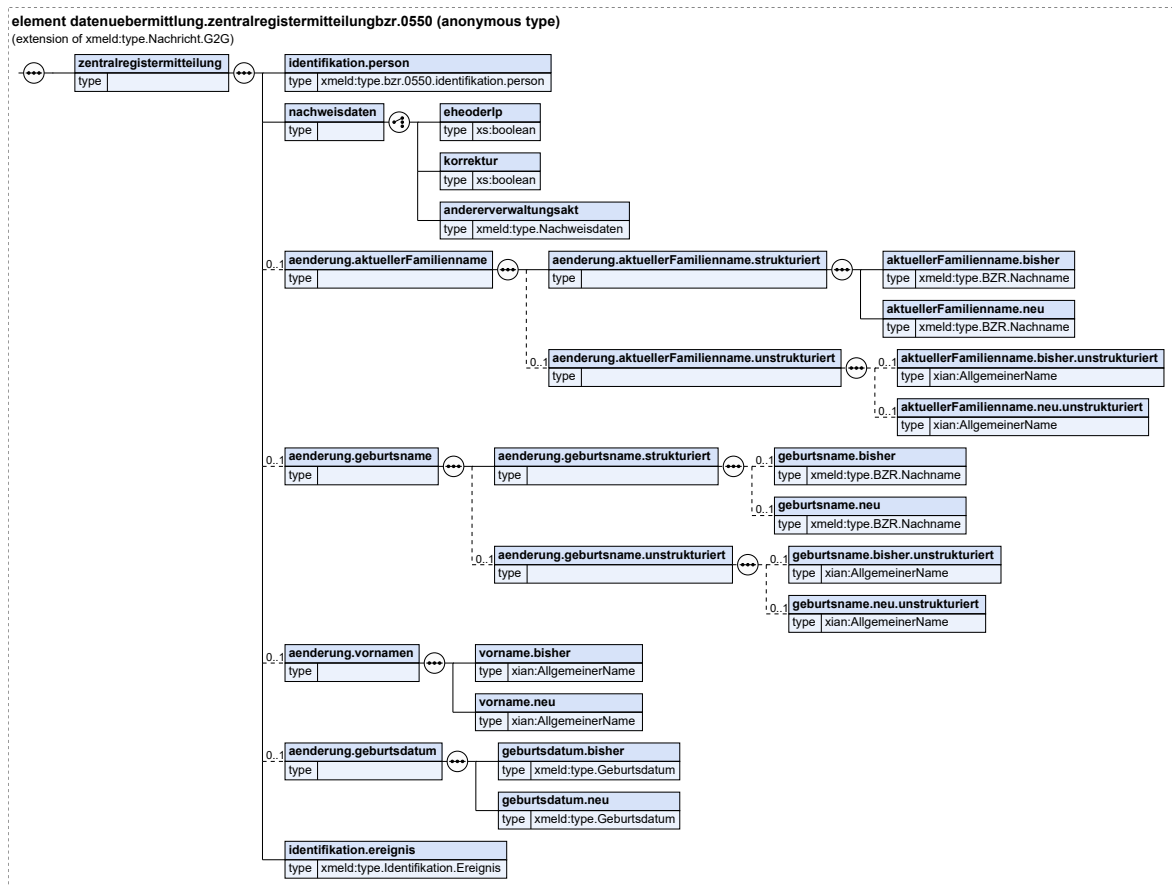 element datenuebermittlung.zentralregistermitteilungbzr.0550 (anonymous type)
(extension of xmeld:type.Nachricht.G2G)
zentralregistermitteilung
type
identifikation.person
type xmeld:type.bzr.0550.identifikation.person
nachweisdaten
type
eheoderlp
type xs:boolean
korrektur
type xs:boolean
andererverwaltungsakt
type xmeld:type.Nachweisdaten
0..1
aenderung.aktuellerFamilienname
type
aenderung.aktuellerFamilienname.strukturiert
type
aktuellerFamilienname.bisher
type xmeld:type.BZR.Nachname
aktuellerFamilienname.neu
type xmeld:type.BZR.Nachname
0..1
aenderung.aktuellerFamilienname.unstrukturiert
type
0..1
aktuellerFamilienname.bisher.unstrukturiert
type xian:AllgemeinerName
0..1
aktuellerFamilienname.neu.unstrukturiert
type xian:AllgemeinerName
0..1
aenderung.geburtsname
type
aenderung.geburtsname.strukturiert
type
0..1
geburtsname.bisher
type xmeld:type.BZR.Nachname
0..1
geburtsname.neu
type xmeld:type.BZR.Nachname
0..1
aenderung.geburtsname.unstrukturiert
type
0..1
geburtsname.bisher.unstrukturiert
type xian:AllgemeinerName
0..1
geburtsname.neu.unstrukturiert
type xian:AllgemeinerName
0..1
aenderung.vornamen
type
vorname.bisher
type xian:AllgemeinerName
vorname.neu
type xian:AllgemeinerName
0..1
aenderung.geburtsdatum
type
geburtsdatum.bisher
type xmeld:type.Geburtsdatum
geburtsdatum.neu
type xmeld:type.Geburtsdatum
identifikation.ereignis
type xmeld:type.Identifikation.Ereignis